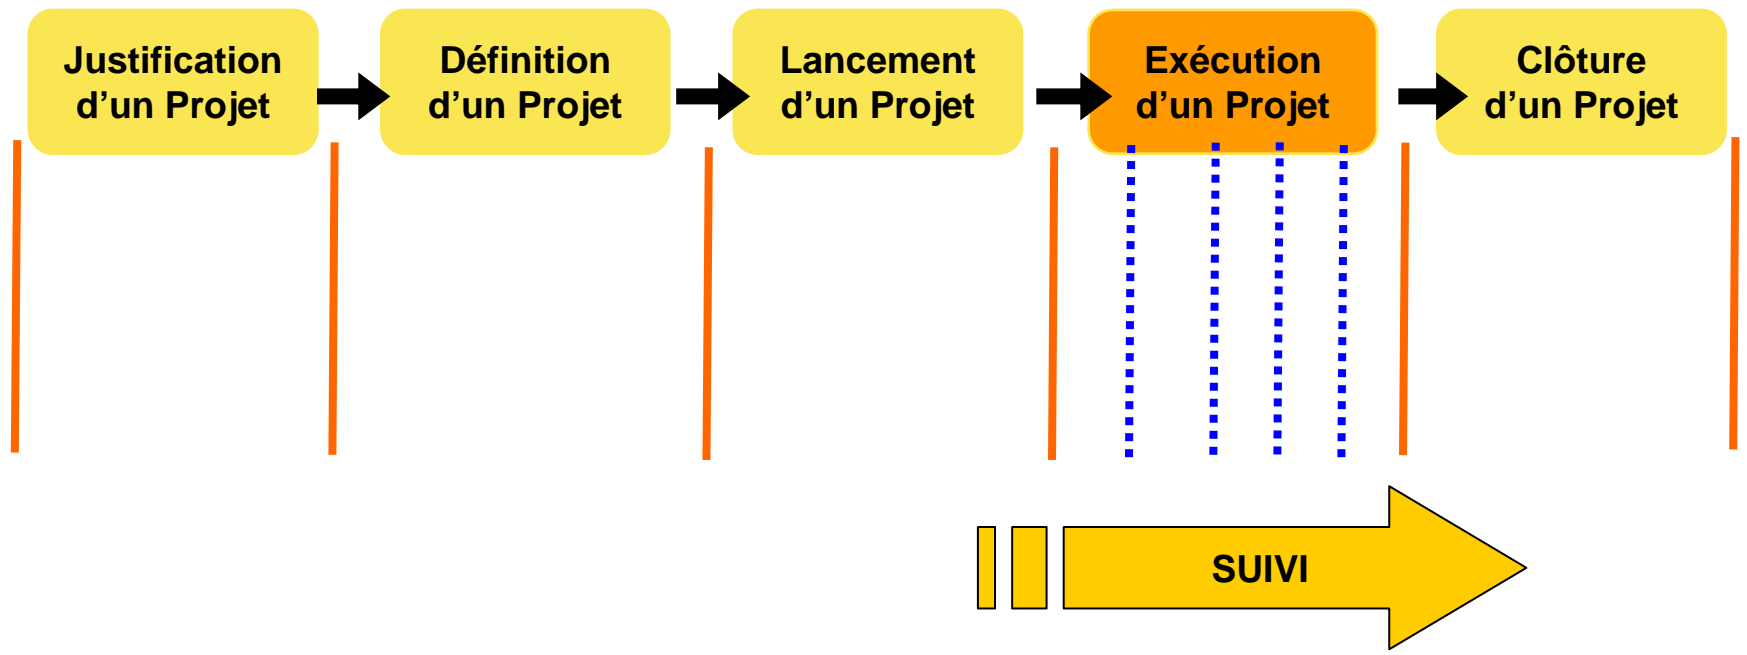 Justification
d’un Projet
Définition
d’un Projet
Lancement
d’un Projet
Exécution
d’un Projet
Clôture
d’un Projet
SUIVI